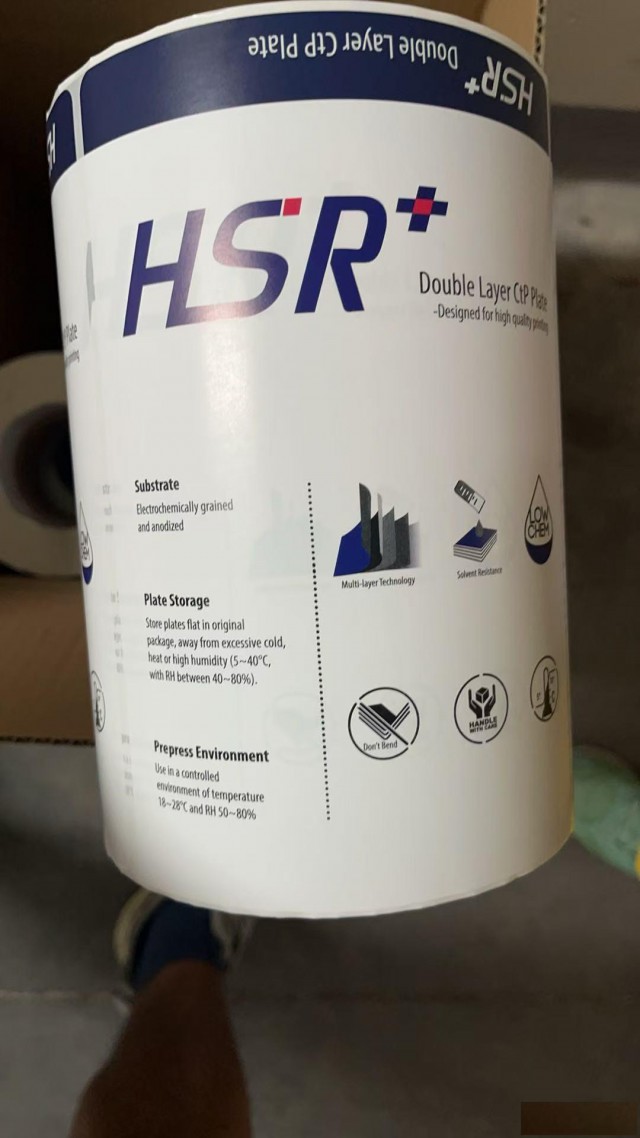 HSR+ Double Layer CtP Plate
HSR+
Double Layer CtP Plate
-Designed for high quality printing
Substrate
Electrochemically grained
and anodized
Plate Storage
Store plates flat in original
package, away from excessive cold,
heat or high humidity (5~40°C,
with RH between 40~80%).
Prepress Environment
Use in a controlled
environment of temperature
18~28°C and RH 50~80%
Multi-layer Technology
Solvent Resistance
LOW
CHEM
Don't Bend
HANDLE
WITH CARE